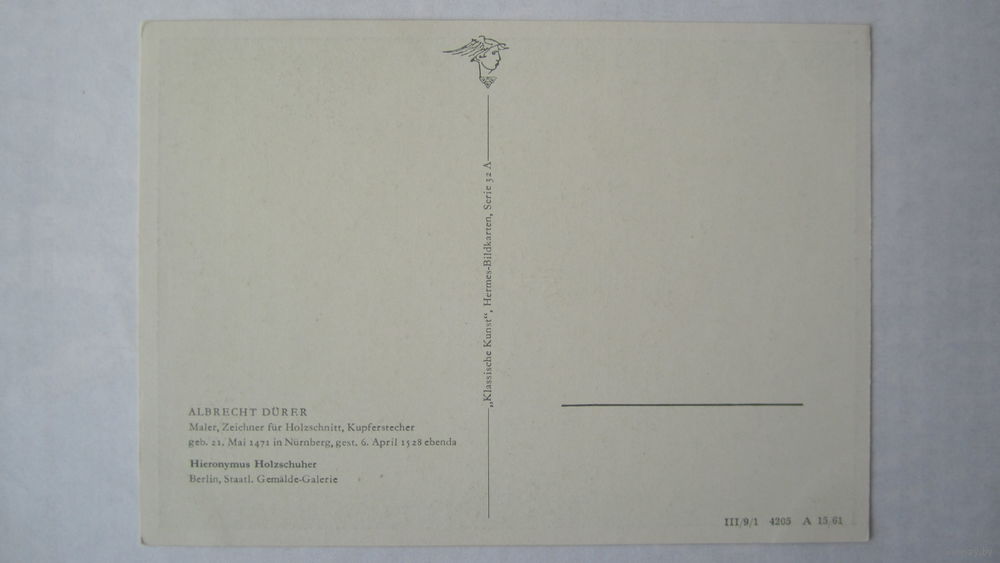 ALBRECHT DÜRER
Maler, Zeichner für Holzschnitt, Kupferstecher
geb. 21. Mai 1471 in Nürnberg, gest. 6. April 1528 ebenda
Hieronymus Holzschuher
Berlin, Staatl. Gemälde-Galerie
„Klassische Kunst“, Hermes-Bildkarten, Serie 32 A
III/9/1 4205 A 15/61